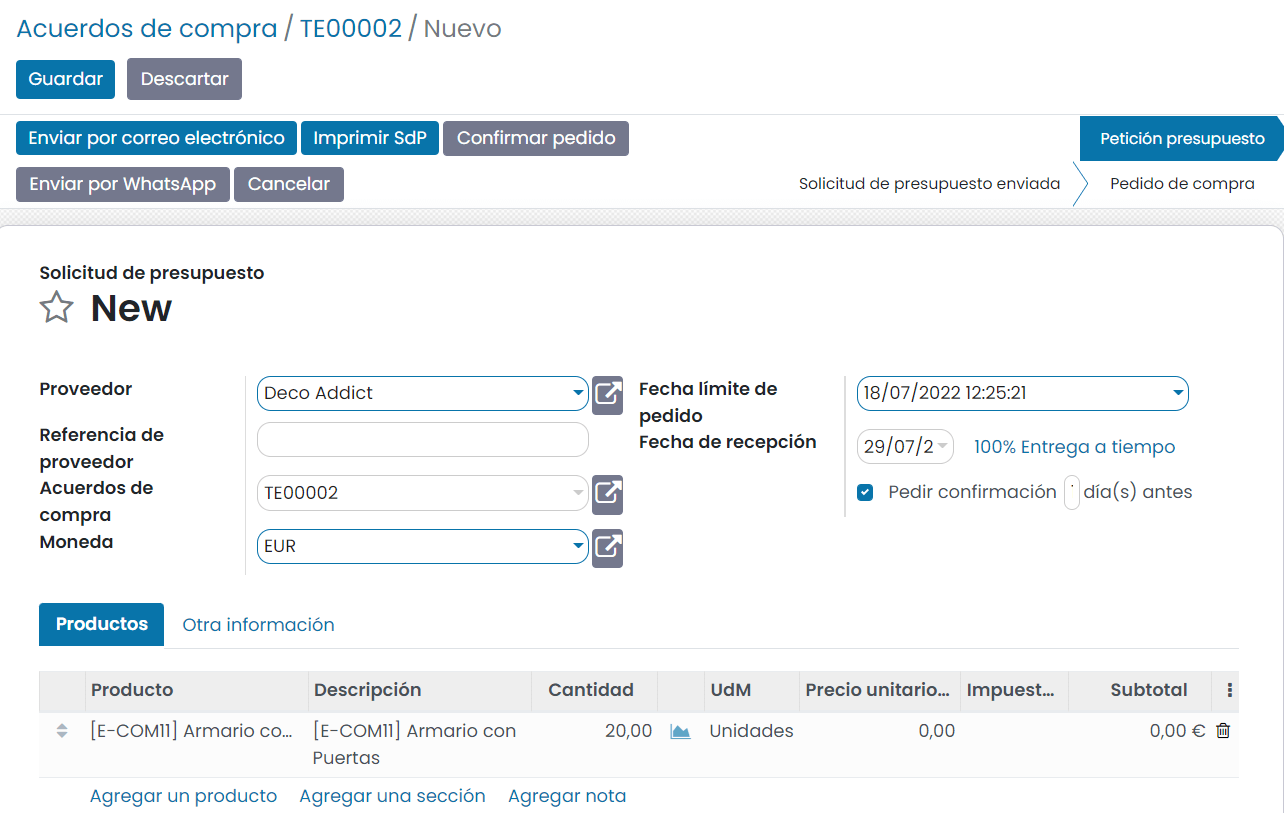 Acuerdos de compra / TE00002 / Nuevo
Guardar Descartar
Enviar por correo electrónico Imprimir SdP Confirmar pedido
Petición presupuesto
Enviar por WhatsApp Cancelar
Solicitud de presupuesto enviada Pedido de compra
Solicitud de presupuesto
New
Proveedor Deco Addict
Referencia de
proveedor
Acuerdos de
compra TE00002
Moneda EUR
Fecha límite de
pedido 18/07/2022 12:25:21
Fecha de recepción 29/07/2 100% Entrega a tiempo
Pedir confirmación día(s) antes
Productos Otra información
Producto Descripción Cantidad UdM Precio unitario... Impuest... Subtotal
[E-COM11] Armario co... [E-COM11] Armario con 20,00 Unidades 0,00 0,00 €
Puertas
Agregar un producto Agregar una sección Agregar nota